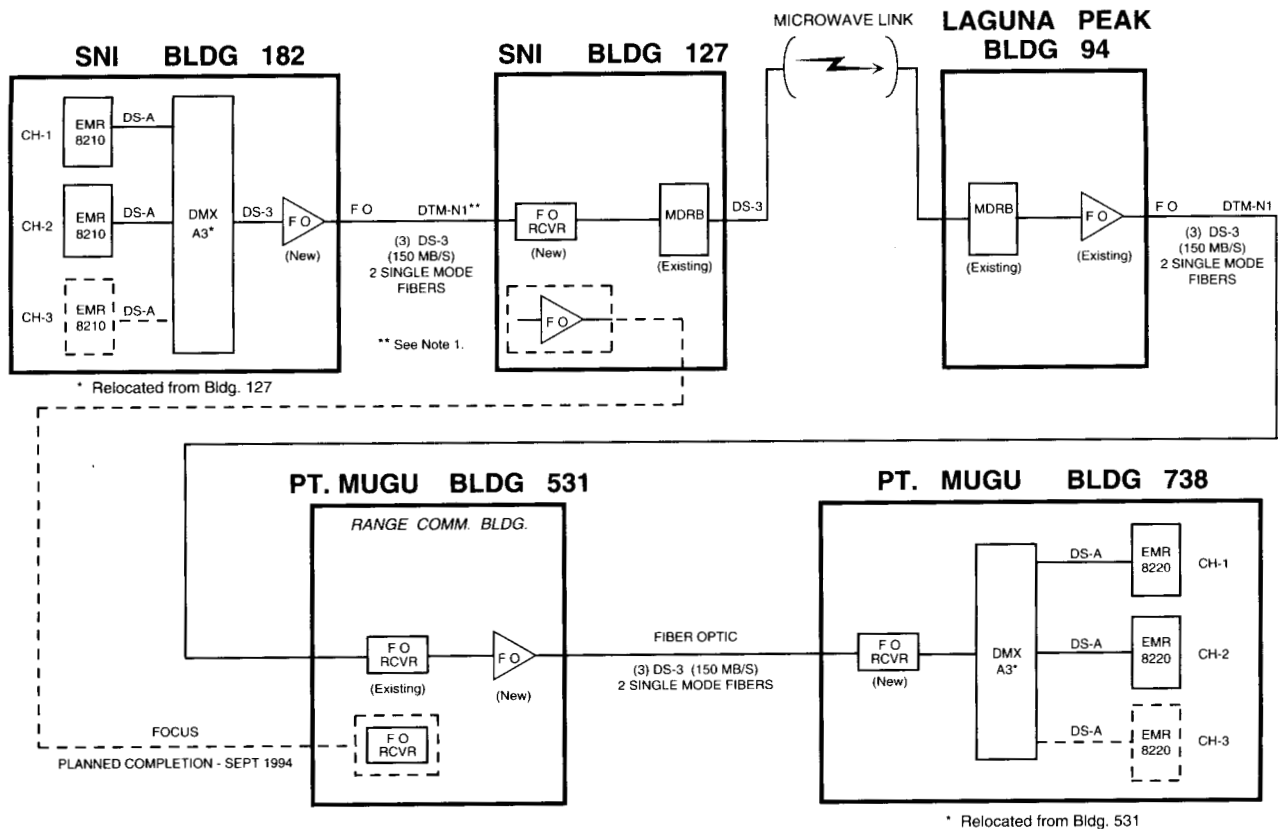 SNI BLDG 182
CH-1
EMR
8210
DS-A
CH-2
EMR
8210
DS-A
CH-3
EMR
8210
DS-A
DMX
A3*
DS-3
F O
(New)
* Relocated from Bldg. 127
F O DTM-N1**
(3) DS-3
(150 MB/S)
2 SINGLE MODE
FIBERS
** See Note 1.
SNI BLDG 127
F O
RCVR
(New)
MDRB
(Existing)
F O
DS-3
MICROWAVE LINK
LAGUNA PEAK
BLDG 94
MDRB
(Existing)
F O
(Existing)
F O DTM-N1
(3) DS-3
(150 MB/S)
2 SINGLE MODE
FIBERS
PT. MUGU BLDG 531
RANGE COMM. BLDG.
F O
RCVR
(Existing)
F O
(New)
F O
RCVR
FOCUS
PLANNED COMPLETION - SEPT 1994
FIBER OPTIC
(3) DS-3 (150 MB/S)
2 SINGLE MODE FIBERS
PT. MUGU BLDG 738
F O
RCVR
(New)
DMX
A3*
DS-A
EMR
8220
CH-1
DS-A
EMR
8220
CH-2
DS-A
EMR
8220
CH-3
* Relocated from Bldg. 531